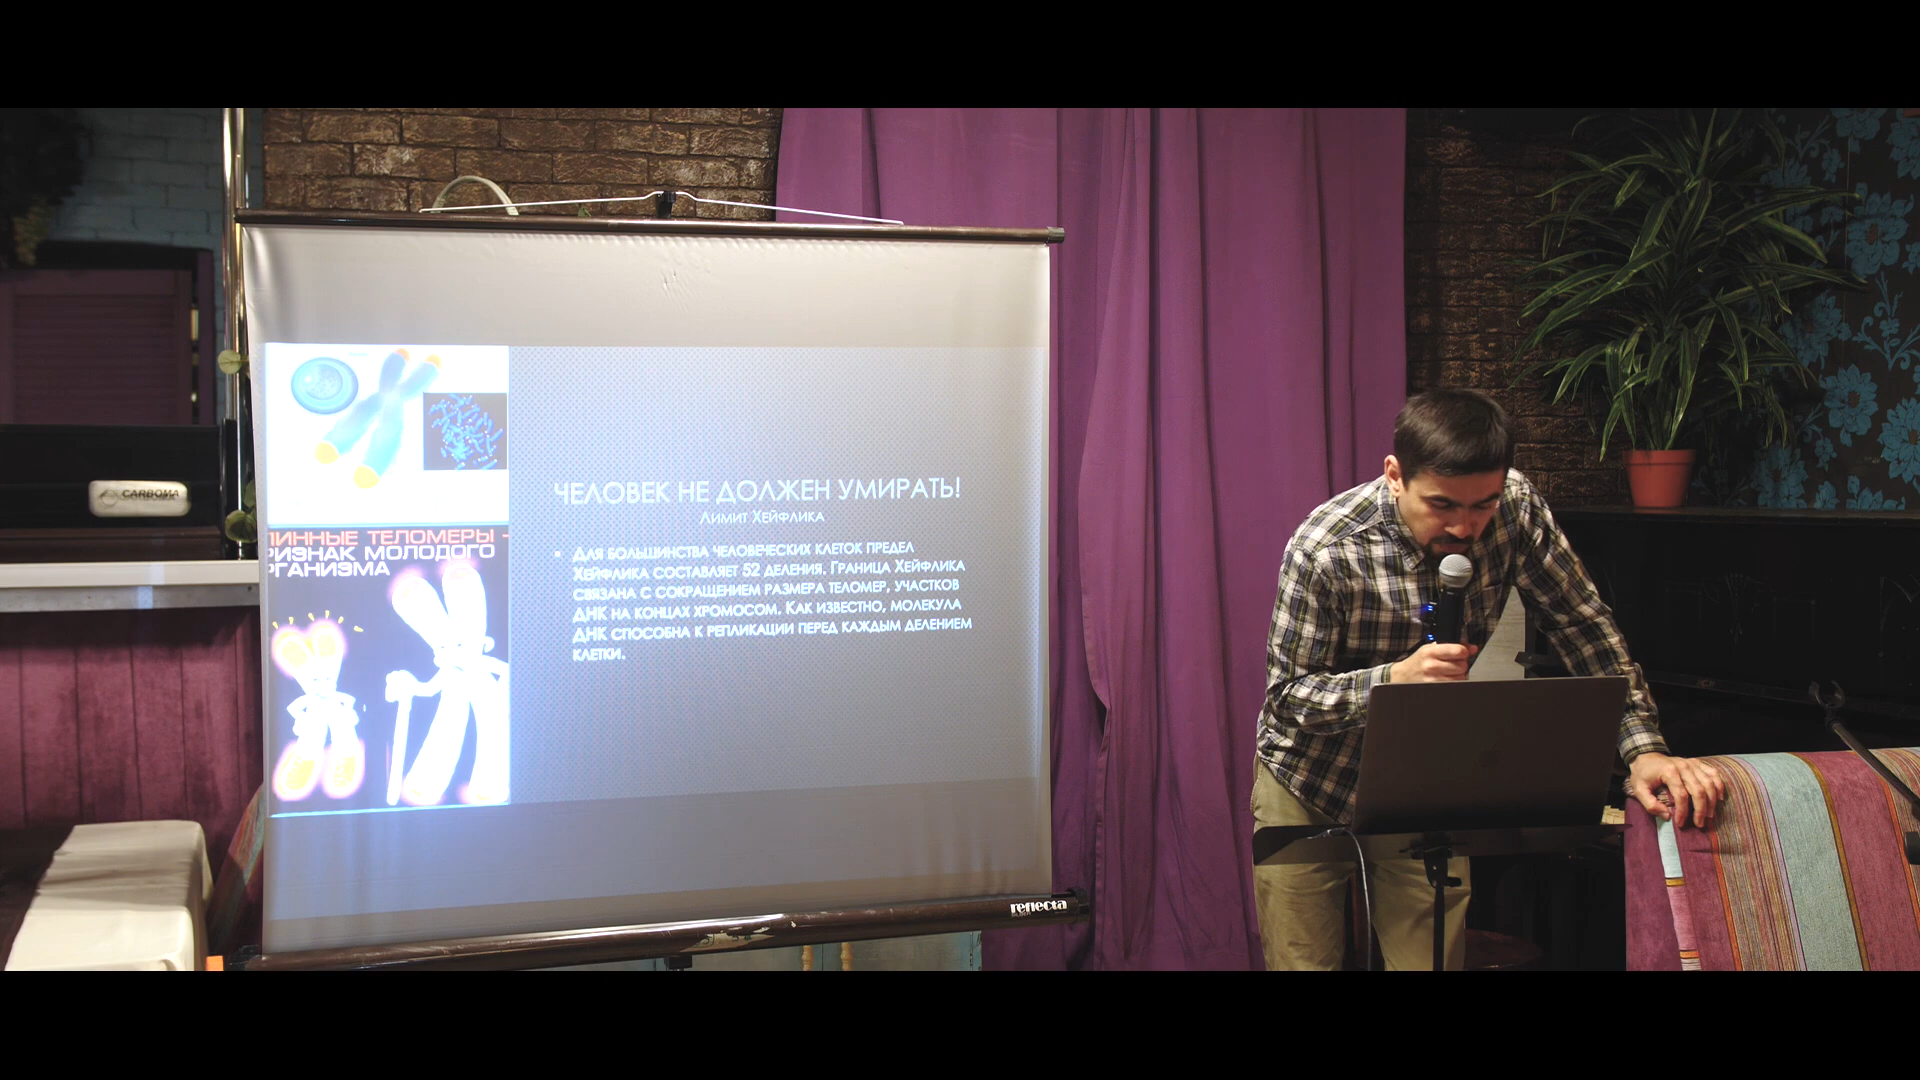 ЧЕЛОВЕК НЕ ДОЛЖЕН УМИРАТЬ!
Лимит Хейфлика
• Для большинства человеческих клеток предел
Хейфлика составляет 52 деления. Граница Хейфлика
связана с сокращением размера теломер, участков
ДНК на концах хромосом. Как известно, молекула
ДНК способна к репликации перед каждым делением
клетки.
ЛИННЫЕ ТЕЛОМЕРЫ -
РИЗНАК МОЛОДОГО
РГАНИЗМА
CARBOMA
reflecta